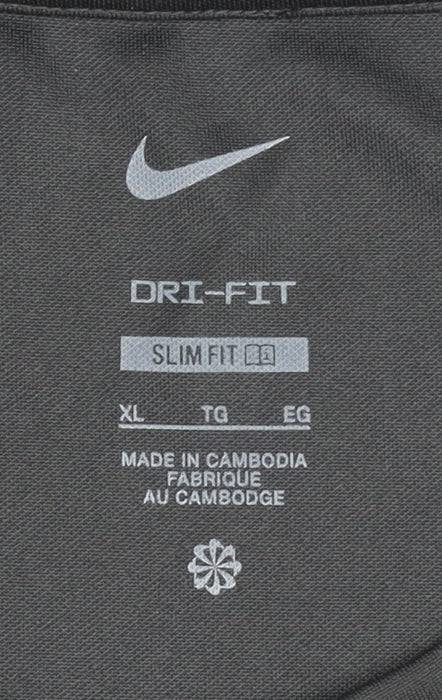 DRI-FIT
SLIM FIT
XL TG EG
MADE IN CAMBODIA
FABRIQUE
AU CAMBODGE